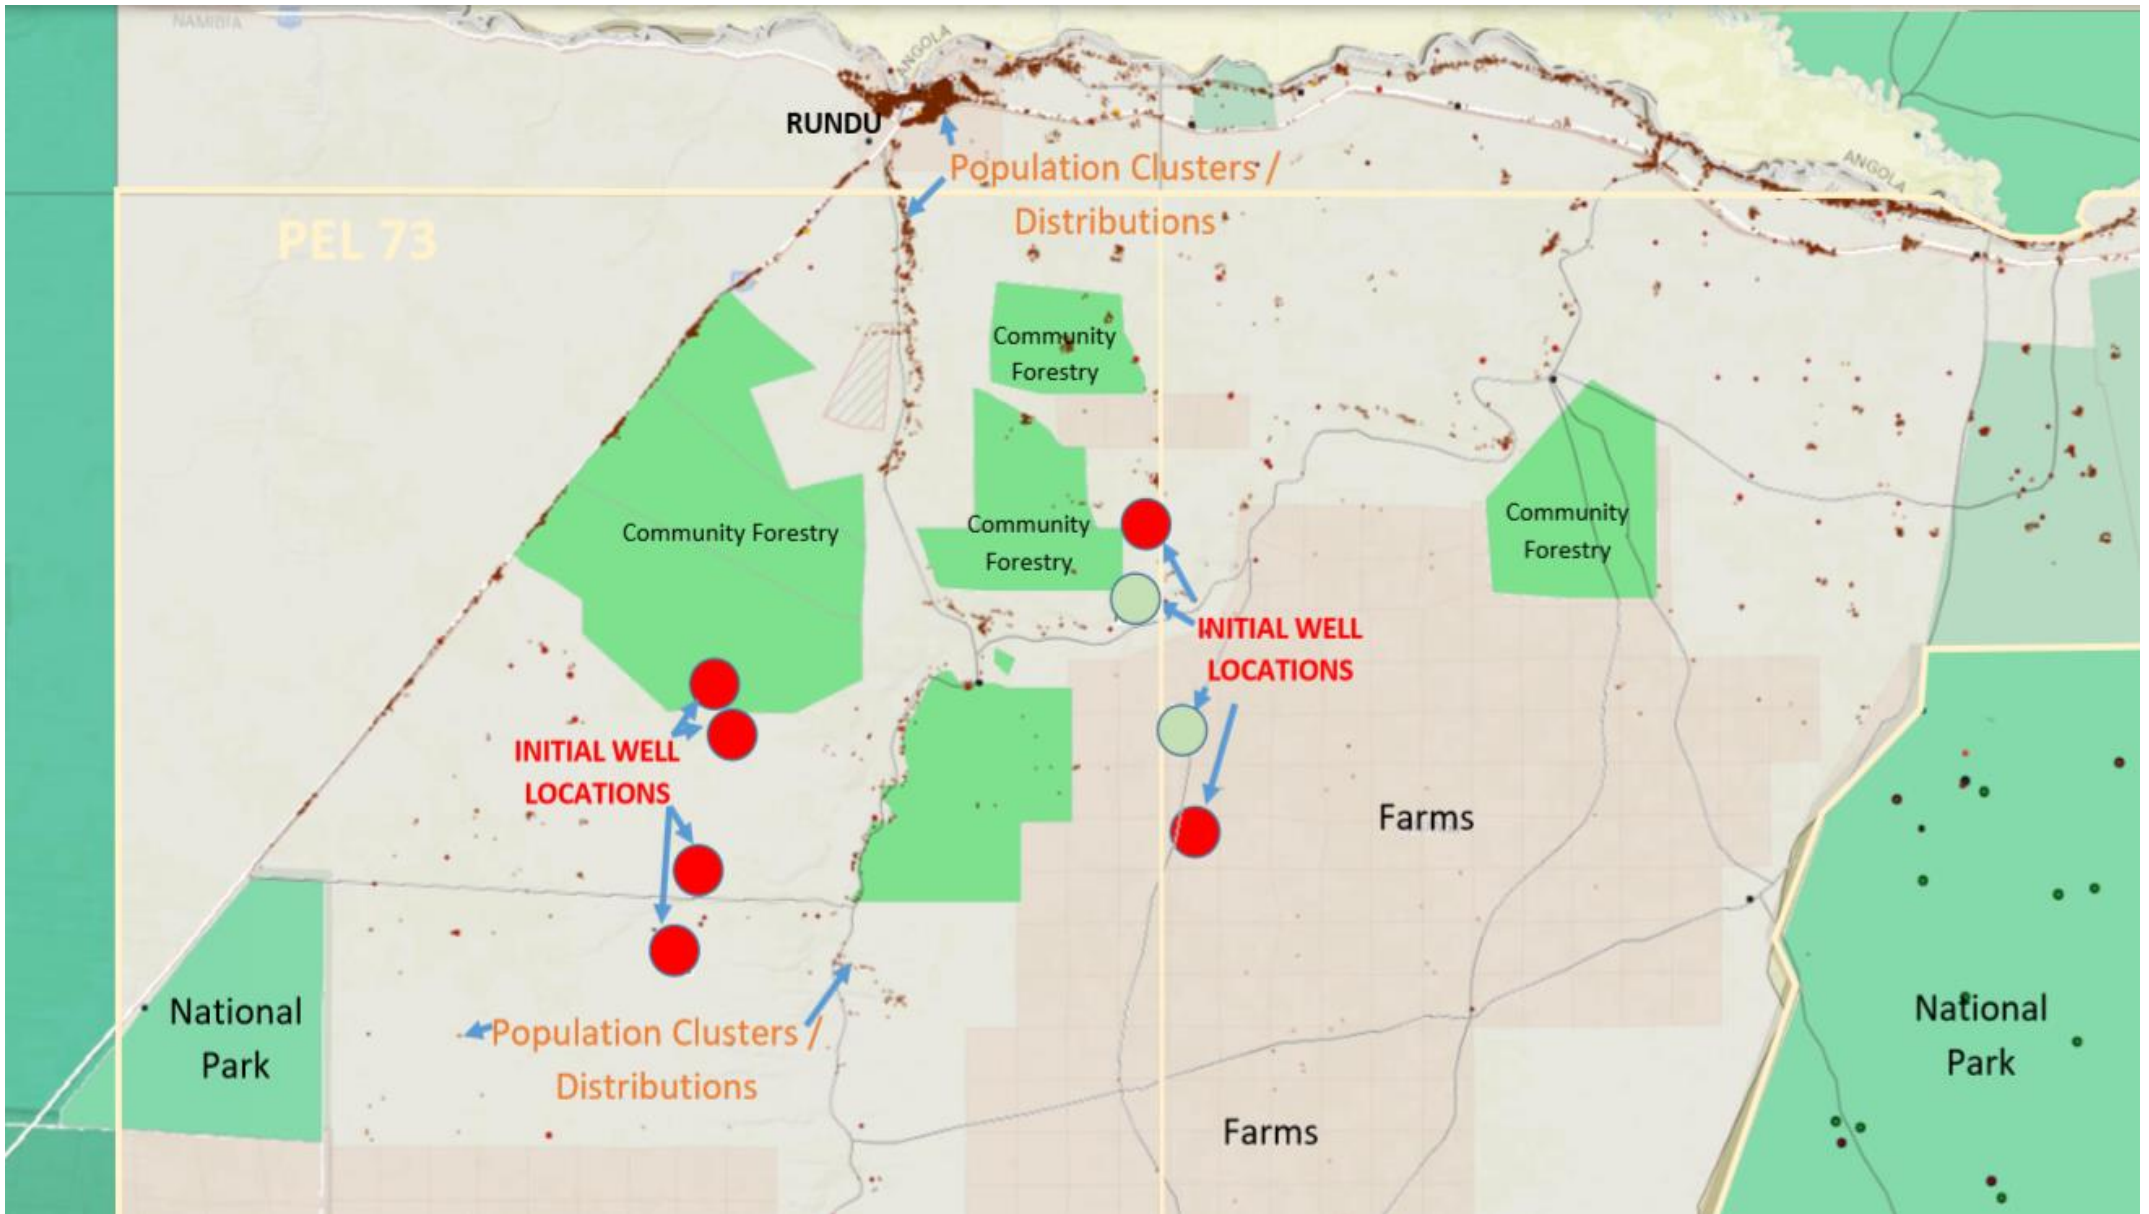 NAMIBIA
ANGOLA
RUNDU
Population Clusters /
Distributions
ANGOLA
PEL 73
Community
Forestry
Community Forestry
Community
Forestry
Community
Forestry
INITIAL WELL
LOCATIONS
INITIAL WELL
LOCATIONS
Farms
National
Park
Population Clusters /
Distributions
National
Park
Farms